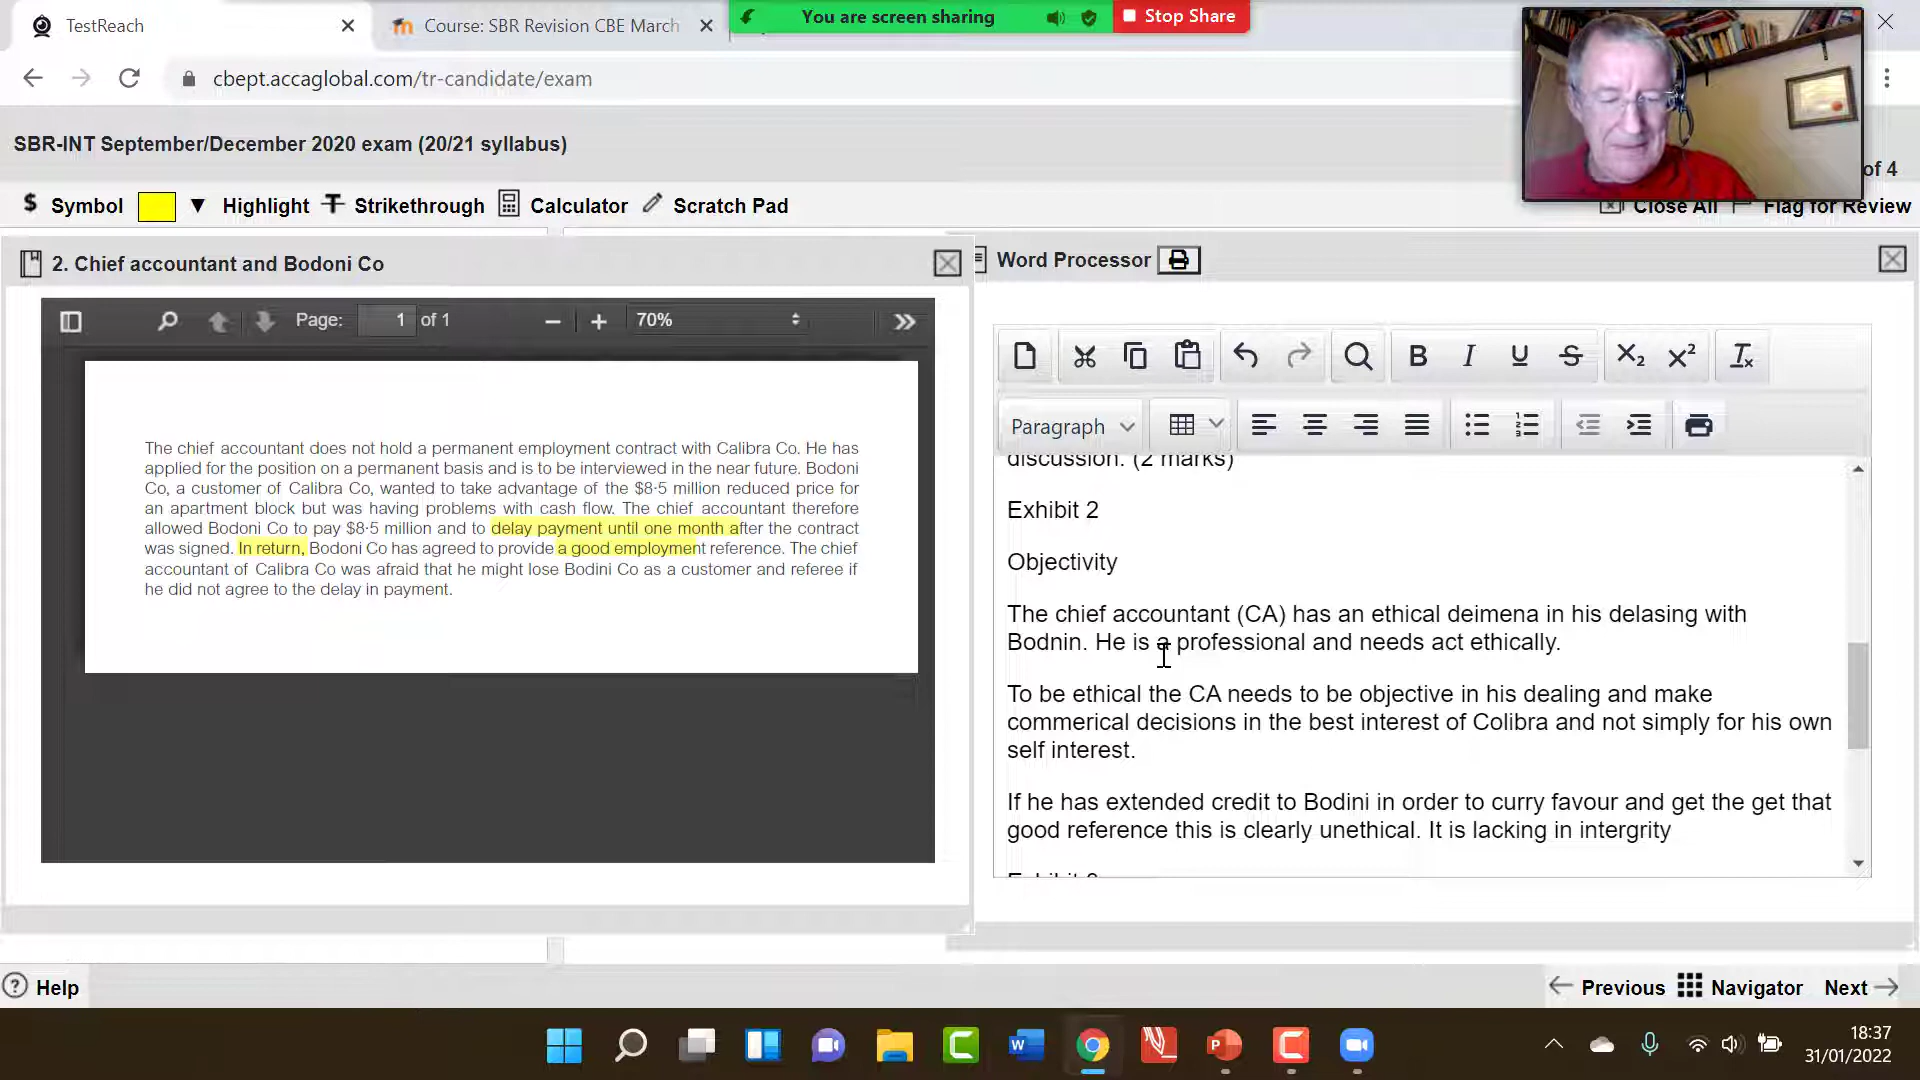 TestReach
Course: SBR Revision CBE March
You are screen sharing
Stop Share
cbept.accaglobal.com/tr-candidate/exam
SBR-INT September/December 2020 exam (20/21 syllabus)
of 4
$ Symbol
Highlight
Strikethrough
Calculator
Scratch Pad
Close All
Flag for Review
2. Chief accountant and Bodoni Co
Page: 1 of 1
70%
The chief accountant does not hold a permanent employment contract with Calibra Co. He has
applied for the position on a permanent basis and is to be interviewed in the near future. Bodoni
Co, a customer of Calibra Co, wanted to take advantage of the $8·5 million reduced price for
an apartment block but was having problems with cash flow. The chief accountant therefore
allowed Bodoni Co to pay $8·5 million and to delay payment until one month after the contract
was signed. In return, Bodoni Co has agreed to provide a good employment reference. The chief
accountant of Calibra Co was afraid that he might lose Bodini Co as a customer and referee if
he did not agree to the delay in payment.
Word Processor
B I U S X₂ X² Tx
Paragraph
discussion. (2 marks)
Exhibit 2
Objectivity
The chief accountant (CA) has an ethical deimena in his delasing with
Bodnin. He is a professional and needs act ethically.
To be ethical the CA needs to be objective in his dealing and make
commerical decisions in the best interest of Colibra and not simply for his own
self interest.
If he has extended credit to Bodini in order to curry favour and get the get that
good reference this is clearly unethical. It is lacking in intergrity
Help
Previous
Navigator
Next
18:37
31/01/2022